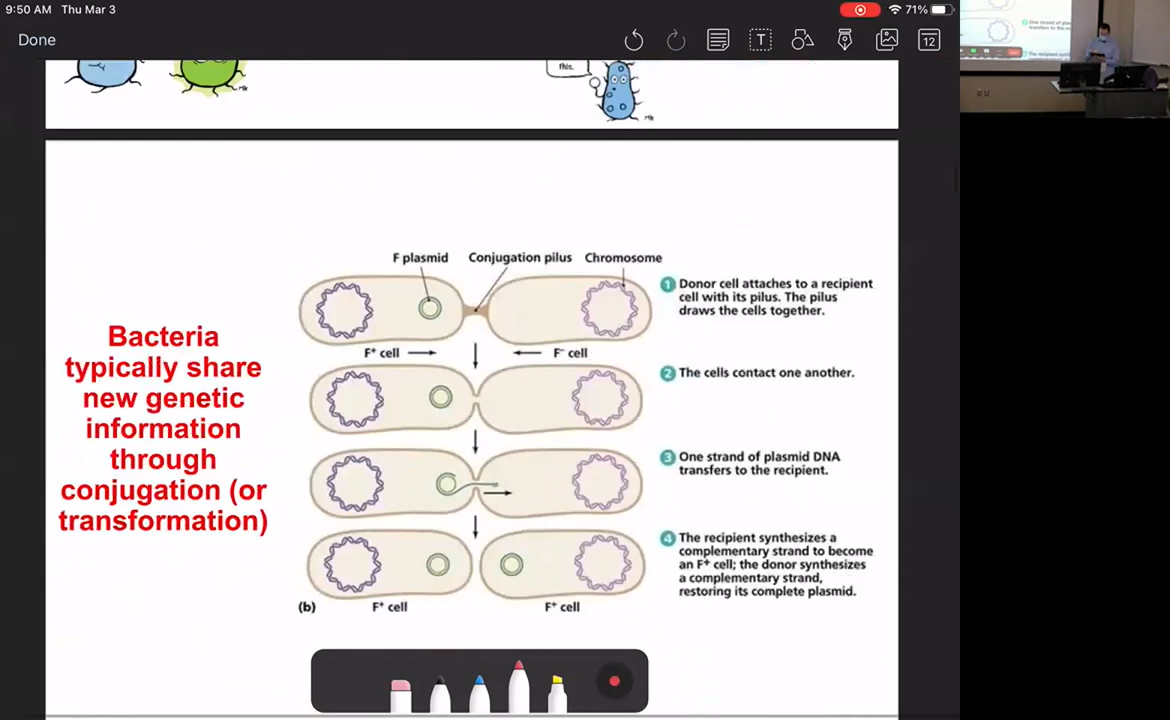 9:50 AM Thu Mar 3
71%
Done
T
12
this.
F plasmid
Conjugation pilus
Chromosome
Bacteria
typically share
new genetic
information
through
conjugation (or
transformation)
F+ cell
F- cell
1 Donor cell attaches to a recipient
cell with its pilus. The pilus
draws the cells together.
2 The cells contact one another.
3 One strand of plasmid DNA
transfers to the recipient.
4 The recipient synthesizes a
complementary strand to become
an F+ cell; the donor synthesizes
a complementary strand,
restoring its complete plasmid.
(b)
F+ cell
F+ cell